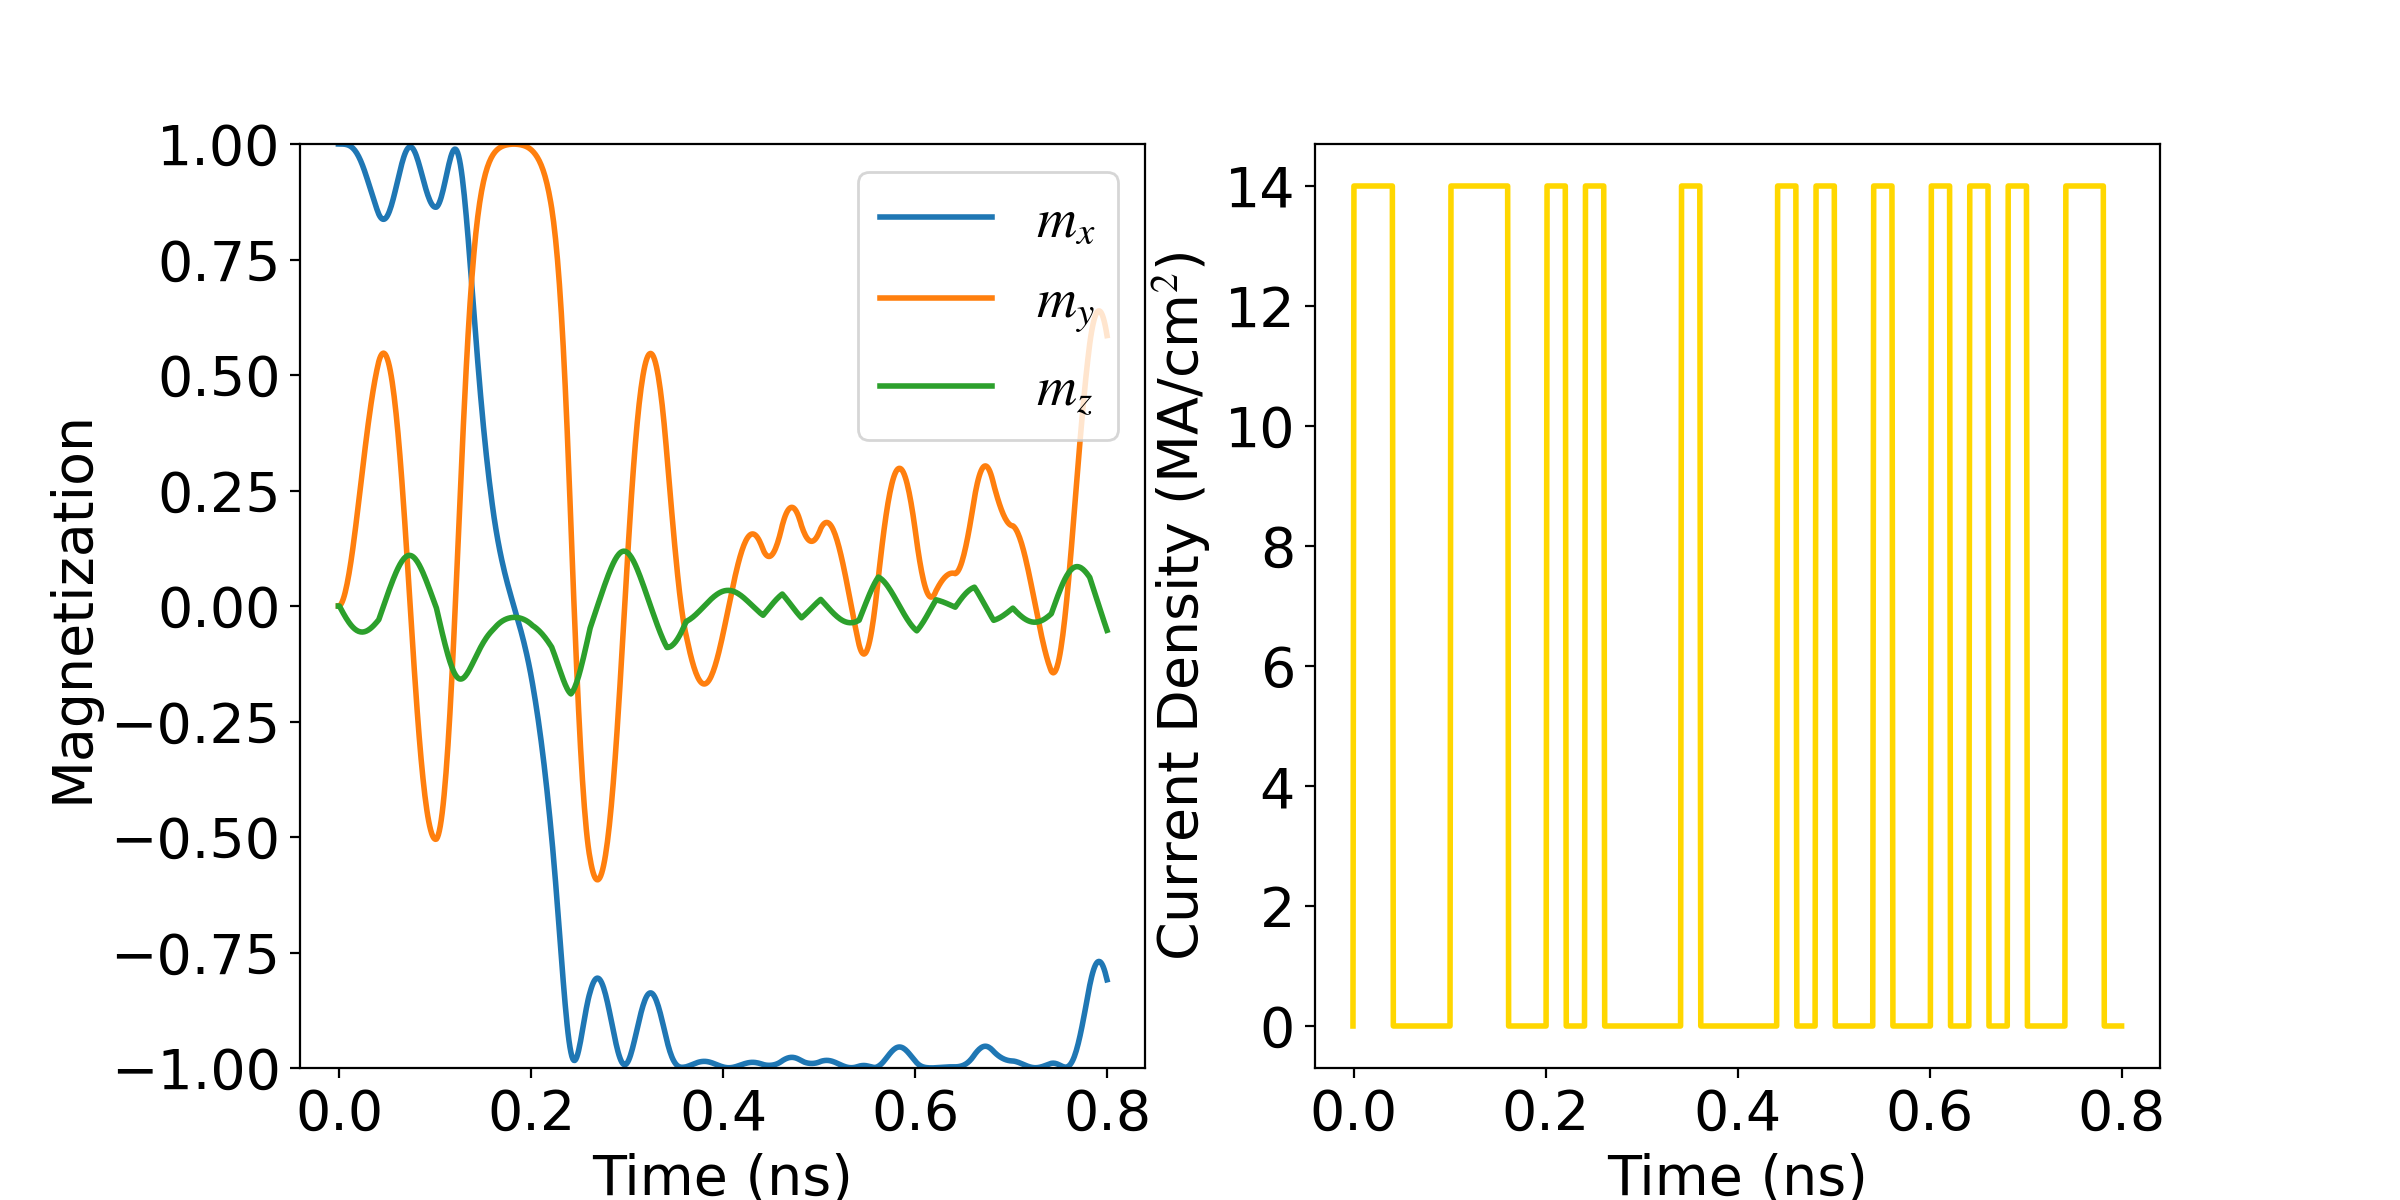 1.00
0.75
0.50
0.25
0.00
−0.25
−0.50
−0.75
−1.00
0.0 0.2 0.4 0.6 0.8
Time (ns)
Magnetization
m_x
m_y
m_z
14
12
10
8
6
4
2
0
0.0 0.2 0.4 0.6 0.8
Time (ns)
Current Density (MA/cm²)